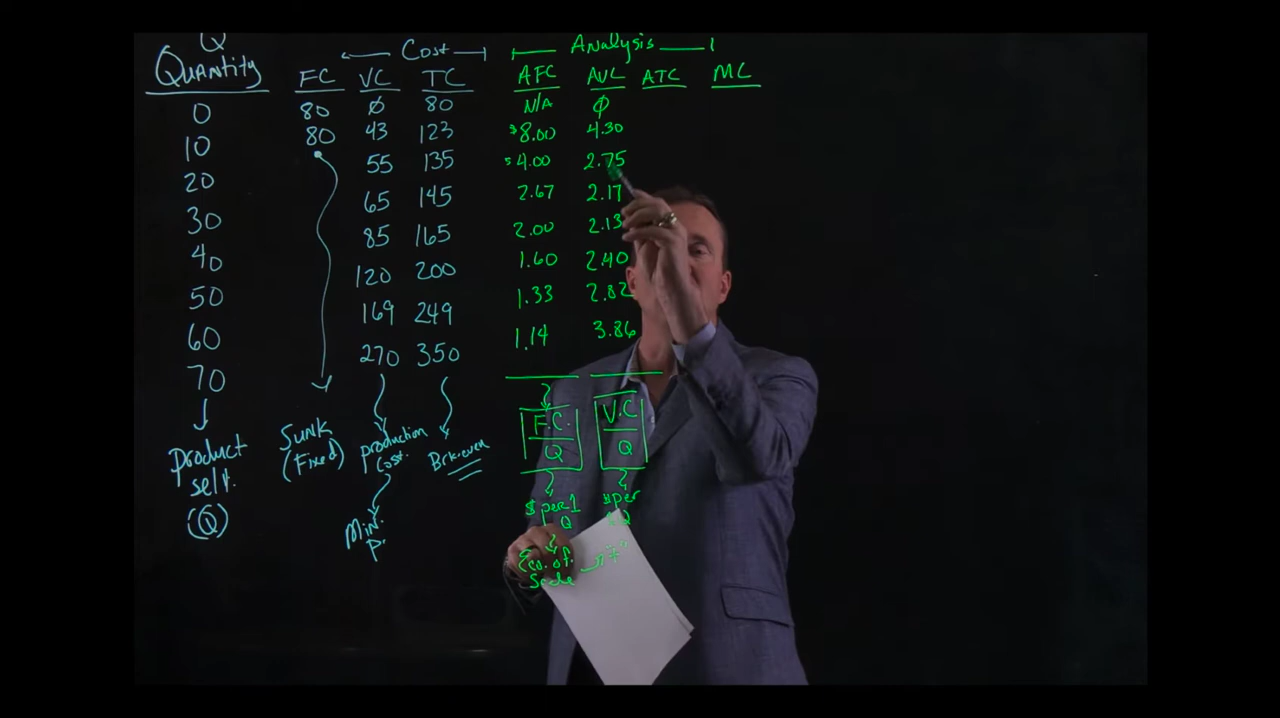 Q
Cost Analysis
Quantity FC VC TC AFC AVC ATC MC
0 80 ∅ 80 N/A ∅
10 80 43 123 $8.00 4.30
20 55 135 $4.00 2.75
30 65 145 2.67 2.17
40 85 165 2.00 2.13
50 120 200 1.60 2.40
60 169 249 1.33 2.82
70 270 350 1.14 3.86
product
self.
(Q)
Sunk
(Fixed)
production
Cost.
Min.
P.
Brk-even
F.C.
Q
V.C
Q
$ per 1
Q
$ per
Q
Eco. of.
Scale